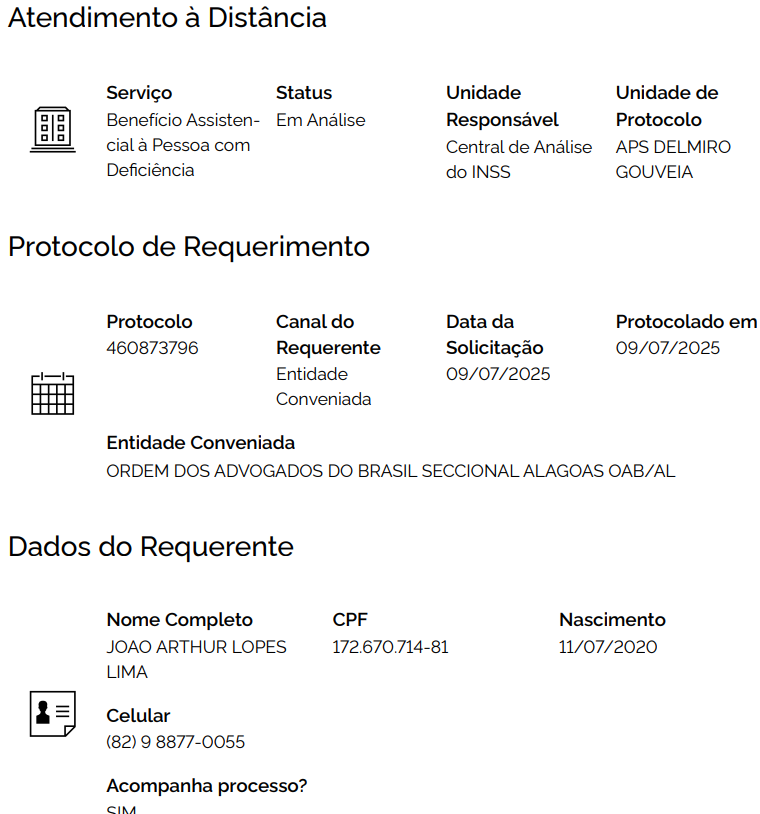 Atendimento à Distância
Serviço
Benefício Assisten-
cial à Pessoa com
Deficiência
Status
Em Análise
Unidade
Responsável
Central de Análise
do INSS
Unidade de
Protocolo
APS DELMIRO
GOUVEIA
Protocolo de Requerimento
Protocolo
460873796
Canal do
Requerente
Entidade
Conveniada
Data da
Solicitação
09/07/2025
Protocolado em
09/07/2025
Entidade Conveniada
ORDEM DOS ADVOGADOS DO BRASIL SECCIONAL ALAGOAS OAB/AL
Dados do Requerente
Nome Completo
JOAO ARTHUR LOPES
LIMA
CPF
172.670.714-81
Nascimento
11/07/2020
Celular
(82) 9 8877-0055
Acompanha processo?
SIM